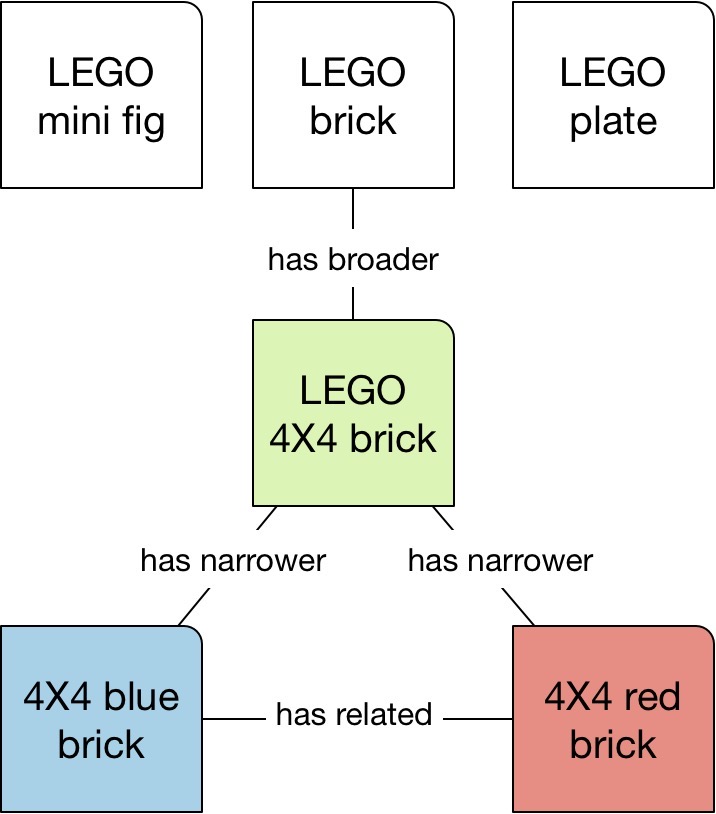 LEGO
mini fig
LEGO
brick
LEGO
plate
has broader
LEGO
4X4 brick
has narrower
has narrower
4X4 blue
brick
has related
4X4 red
brick